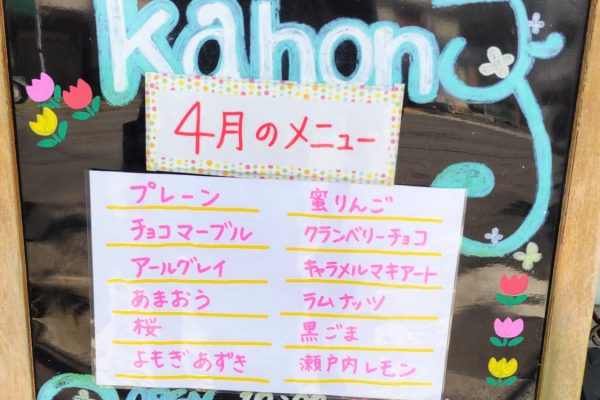 kahon
4月のメニュー
プレーン
チョコマーブル
アールグレイ
あまおう
桜
よもぎあずき
蜜りんご
クランベリーチョコ
キャラメルマキアート
ラムナッツ
黒ごま
瀬戸内レモン
OPEN